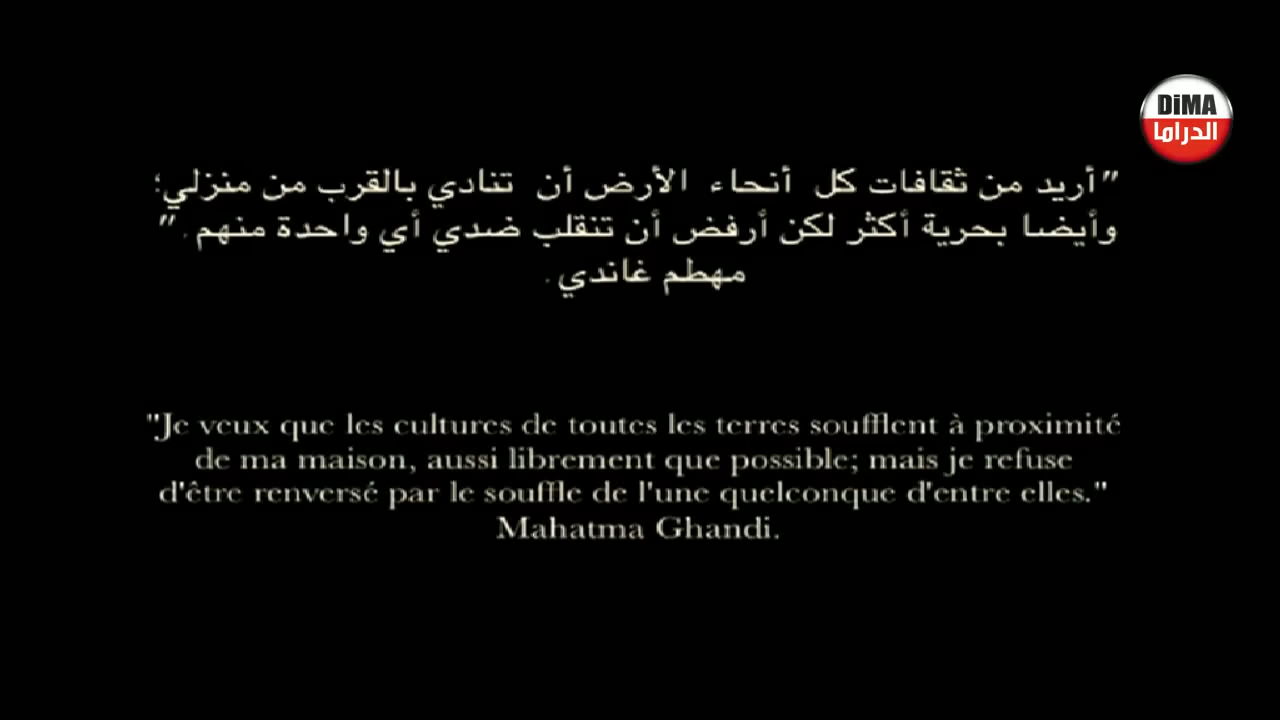 DiMA
الدراما
"أريد من ثقافات كل أنحاء الأرض أن تنادي بالقرب من منزلي؛
وأيضا بحرية أكثر لكن أرفض أن تنقلب ضدي أي واحدة منهم."
مهطم غاندي.
"Je veux que les cultures de toutes les terres soufflent à proximité
de ma maison, aussi librement que possible; mais je refuse
d'être renversé par le souffle de l'une quelconque d'entre elles."
Mahatma Ghandi.